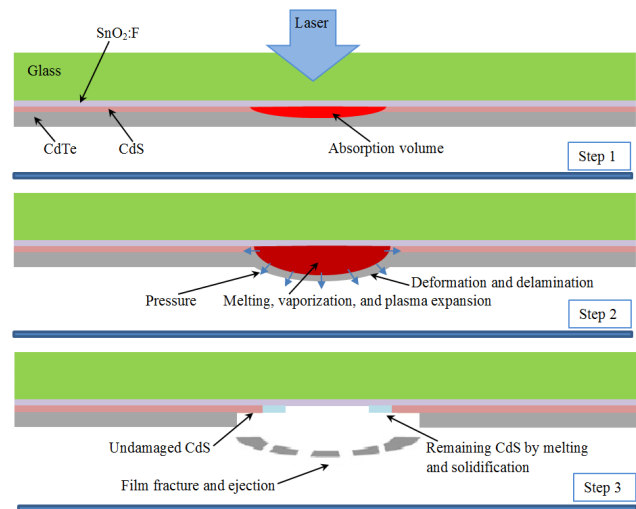 SnO₂:F
Laser
Glass
CdTe
CdS
Absorption volume
Step 1
Pressure
Melting, vaporization, and plasma expansion
Deformation and delamination
Step 2
Undamaged CdS
Remaining CdS by melting
and solidification
Film fracture and ejection
Step 3